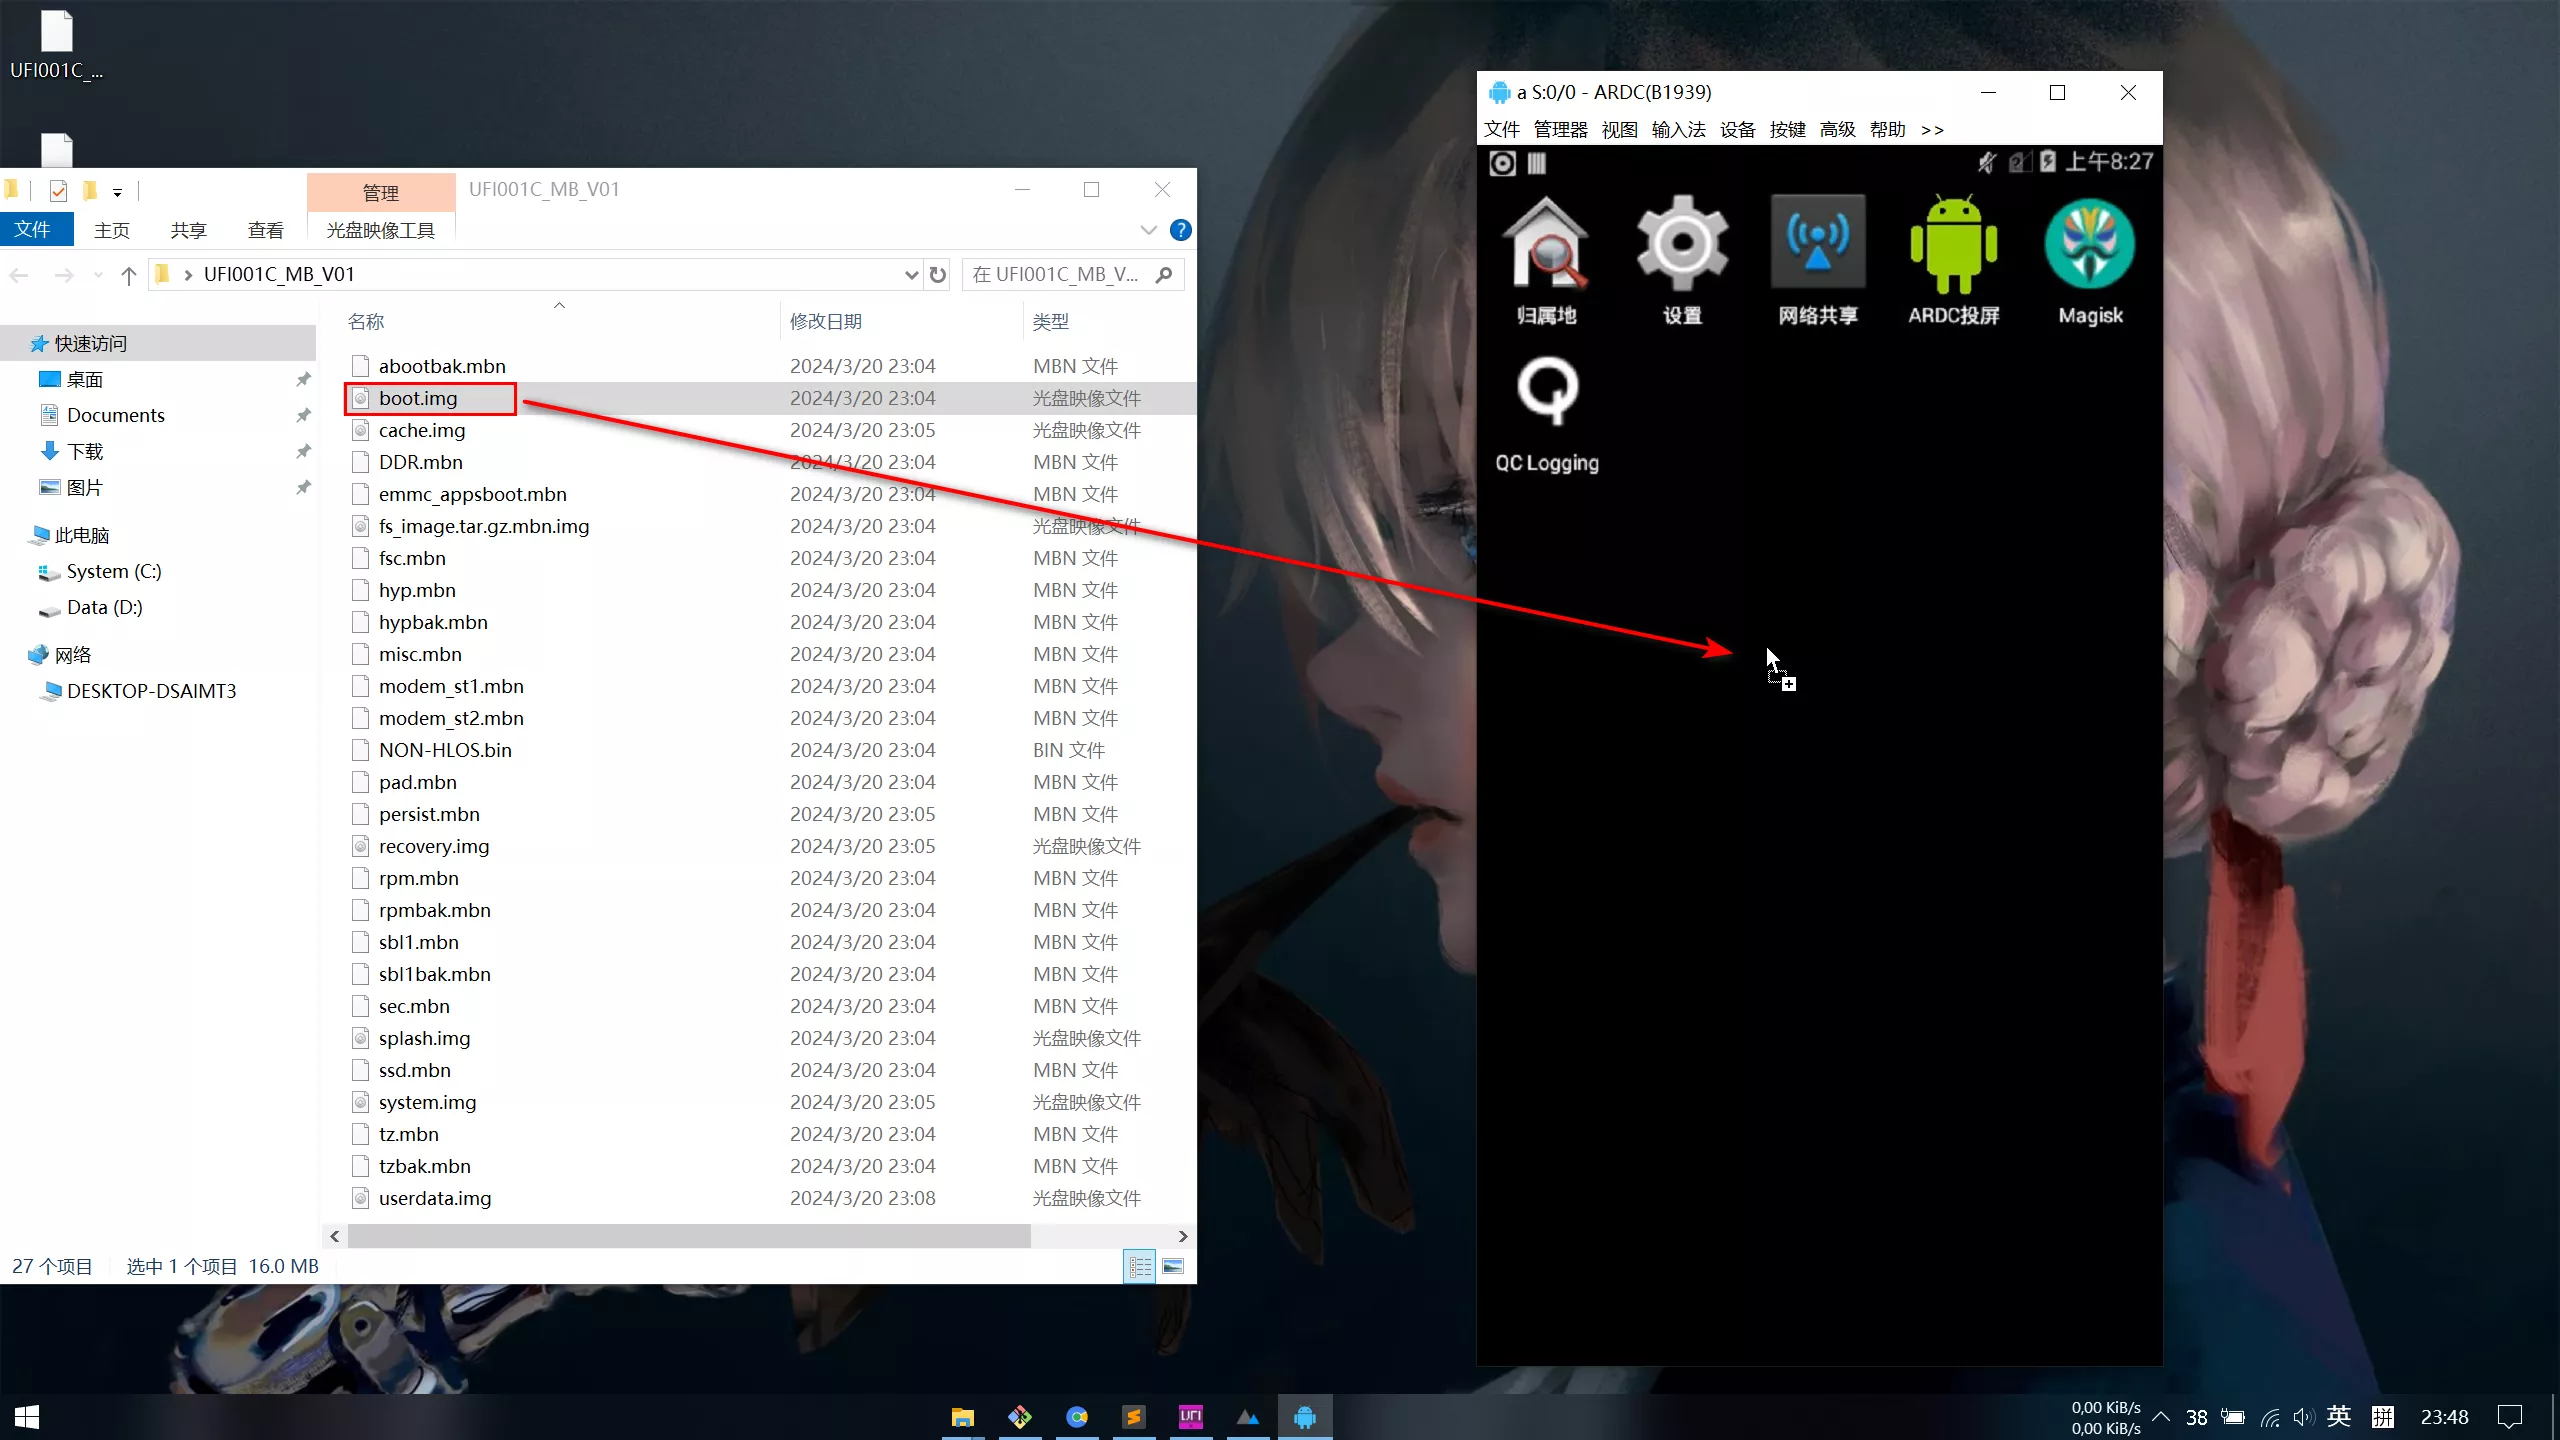 UFI001C_...
管理
UFI001C_MB_V01
文件
主页
共享
查看
光盘映像工具
UFI001C_MB_V01
在 UFI001C_MB_V...
名称
修改日期
类型
快速访问
桌面
Documents
下载
图片
此电脑
System (C:)
Data (D:)
网络
DESKTOP-DSAIMT3
abootbak.mbn 2024/3/20 23:04 MBN 文件
boot.img 2024/3/20 23:04 光盘映像文件
cache.img 2024/3/20 23:05 光盘映像文件
DDR.mbn 2024/3/20 23:04 MBN 文件
emmc_appsboot.mbn 2024/3/20 23:04 MBN 文件
fs_image.tar.gz.mbn.img 2024/3/20 23:04 光盘映像文件
fsc.mbn 2024/3/20 23:04 MBN 文件
hyp.mbn 2024/3/20 23:04 MBN 文件
hypbak.mbn 2024/3/20 23:04 MBN 文件
misc.mbn 2024/3/20 23:04 MBN 文件
modem_st1.mbn 2024/3/20 23:04 MBN 文件
modem_st2.mbn 2024/3/20 23:04 MBN 文件
NON-HLOS.bin 2024/3/20 23:04 BIN 文件
pad.mbn 2024/3/20 23:04 MBN 文件
persist.mbn 2024/3/20 23:05 MBN 文件
recovery.img 2024/3/20 23:05 光盘映像文件
rpm.mbn 2024/3/20 23:04 MBN 文件
rpmbak.mbn 2024/3/20 23:04 MBN 文件
sbl1.mbn 2024/3/20 23:04 MBN 文件
sbl1bak.mbn 2024/3/20 23:04 MBN 文件
sec.mbn 2024/3/20 23:04 MBN 文件
splash.img 2024/3/20 23:04 光盘映像文件
ssd.mbn 2024/3/20 23:04 MBN 文件
system.img 2024/3/20 23:05 光盘映像文件
tz.mbn 2024/3/20 23:04 MBN 文件
tzbak.mbn 2024/3/20 23:04 MBN 文件
userdata.img 2024/3/20 23:08 光盘映像文件
27 个项目 选中 1 个项目 16.0 MB
a S:0/0 - ARDC(B1939)
文件 管理器 视图 输入法 设备 按键 高级 帮助 >>
上午8:27
归属地
设置
网络共享
ARDC投屏
Magisk
QC Logging
UFI
0,00 KiB/s
0,00 KiB/s
38
英
拼
23:48